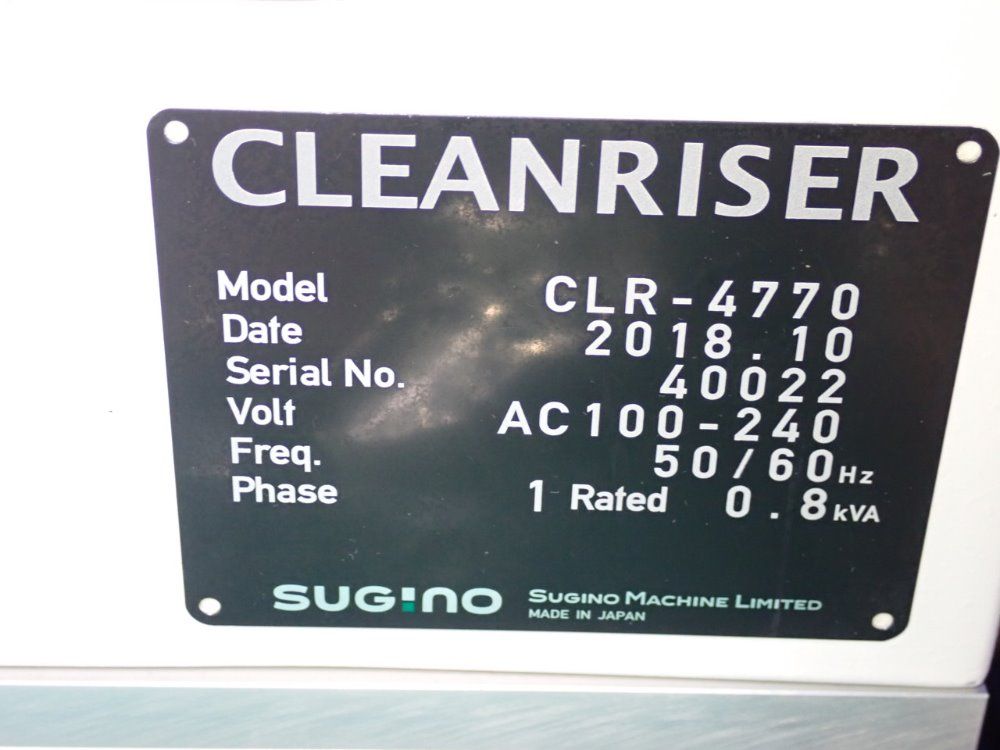 CLEANRISER
Model CLR-4770
Date 2018.10
Serial No. 40022
Volt AC100-240
Freq. 50/60Hz
Phase 1 Rated 0.8kVA
SUGINO SUGINO MACHINE LIMITED
MADE IN JAPAN